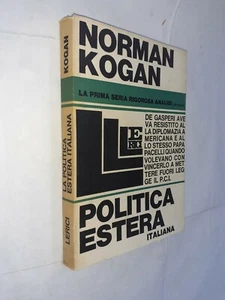 KOGAN
LA POLITICA
ESTERA ITALIANA
LERICI
NORMAN
KOGAN
LA PRIMA SERIA RIGOROSA ANALISI
L E
E R.
DE GASPERI AVE
VA RESISTITO AL
LA DIPLOMAZIA A
MERICANA E AL
LO STESSO PAPA
PACELLI QUANDO
VOLEVANO CON
VINCERLO A MET
TERE FUORI LEG
GE IL P.C.I.
POLITICA
ESTERA
ITALIANA